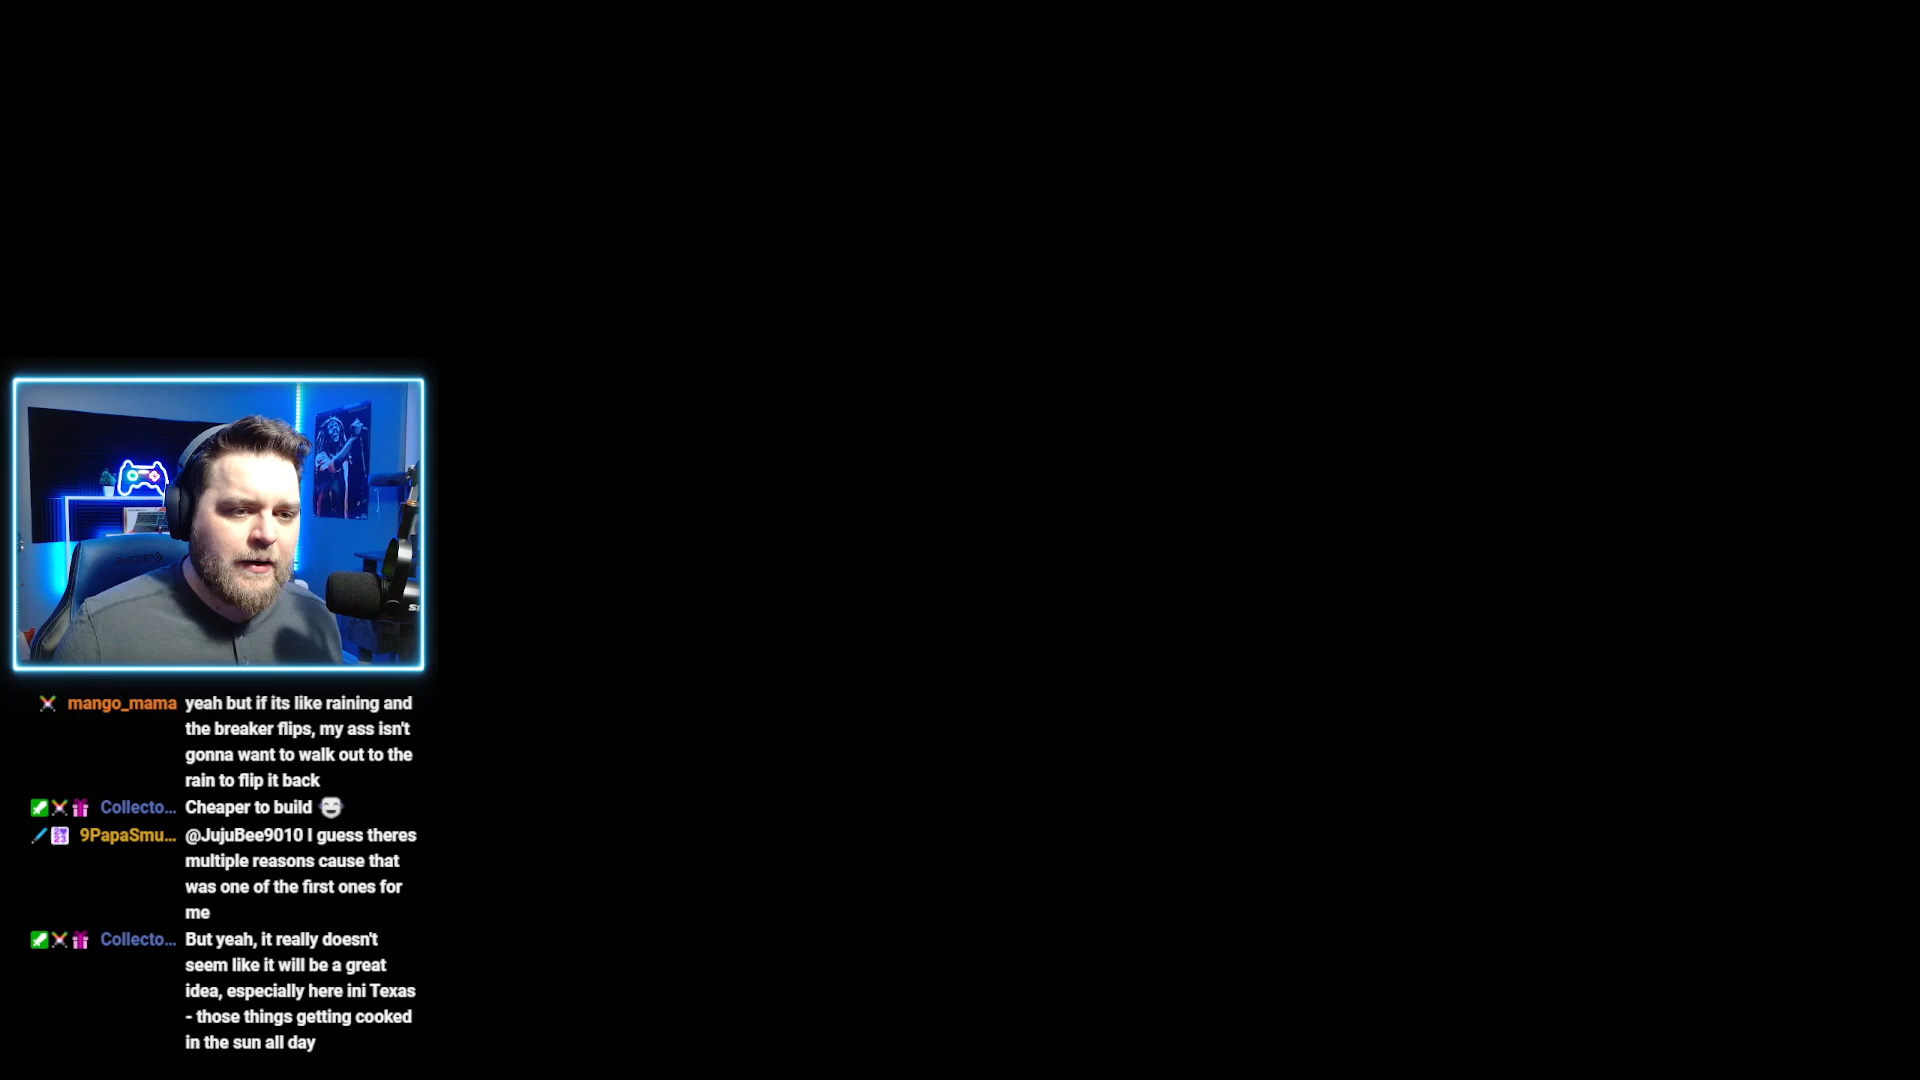 mango_mama yeah but if its like raining and
the breaker flips, my ass isn't
gonna want to walk out to the
rain to flip it back
Collecto... Cheaper to build
9PapaSmu... @JujuBee9010 I guess theres
multiple reasons cause that
was one of the first ones for
me
Collecto... But yeah, it really doesn't
seem like it will be a great
idea, especially here ini Texas
- those things getting cooked
in the sun all day